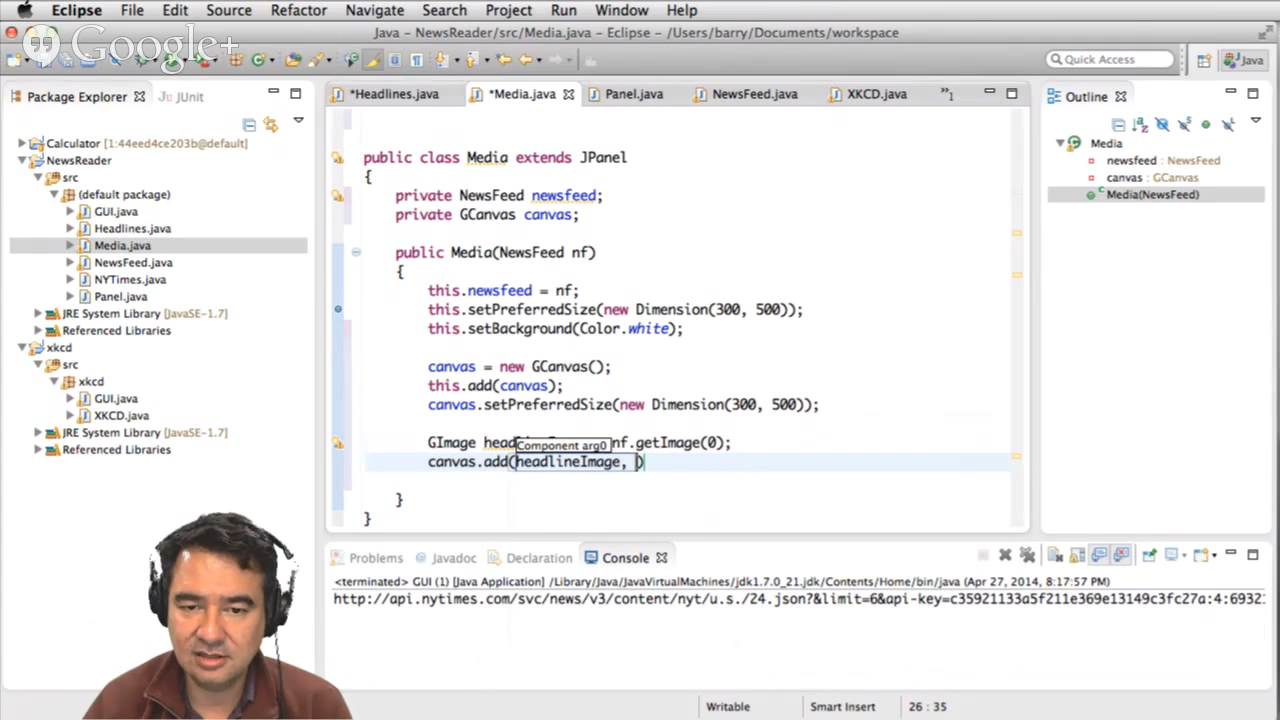 Eclipse File Edit Source Refactor Navigate Search Project Run Window Help
Java - NewsReader/src/Media.java - Eclipse - /Users/barry/Documents/workspace
Google+
Quick Access
Java
Package Explorer
JUnit
*Headlines.java
*Media.java
Panel.java
NewsFeed.java
XKCD.java
»1
Outline
Calculator [1:44eed4ce203b@default]
NewsReader
src
(default package)
GUI.java
Headlines.java
Media.java
NewsFeed.java
NYTimes.java
Panel.java
JRE System Library [JavaSE-1.7]
Referenced Libraries
xkcd
src
xkcd
GUI.java
XKCD.java
JRE System Library [JavaSE-1.7]
Referenced Libraries
public class Media extends JPanel
{
private NewsFeed newsfeed;
private GCanvas canvas;
public Media(NewsFeed nf)
{
this.newsfeed = nf;
this.setPreferredSize(new Dimension(300, 500));
this.setBackground(Color.white);
canvas = new GCanvas();
this.add(canvas);
canvas.setPreferredSize(new Dimension(300, 500));
GImage head
Component arg0
nf.getImage(0);
canvas.add(headlineImage, )
}
}
Media
newsfeed : NewsFeed
canvas : GCanvas
Media(NewsFeed)
Problems
Javadoc
Declaration
Console
<terminated> GUI (1) [Java Application] /Library/Java/JavaVirtualMachines/jdk1.7.0_21.jdk/Contents/Home/bin/java (Apr 27, 2014, 8:17:57 PM)
http://api.nytimes.com/svc/news/v3/content/nyt/u.s./24.json?&limit=6&api-key=c35921133a5f211e369e13149c3fc27a:4:6932
Writable
Smart Insert
26 : 35